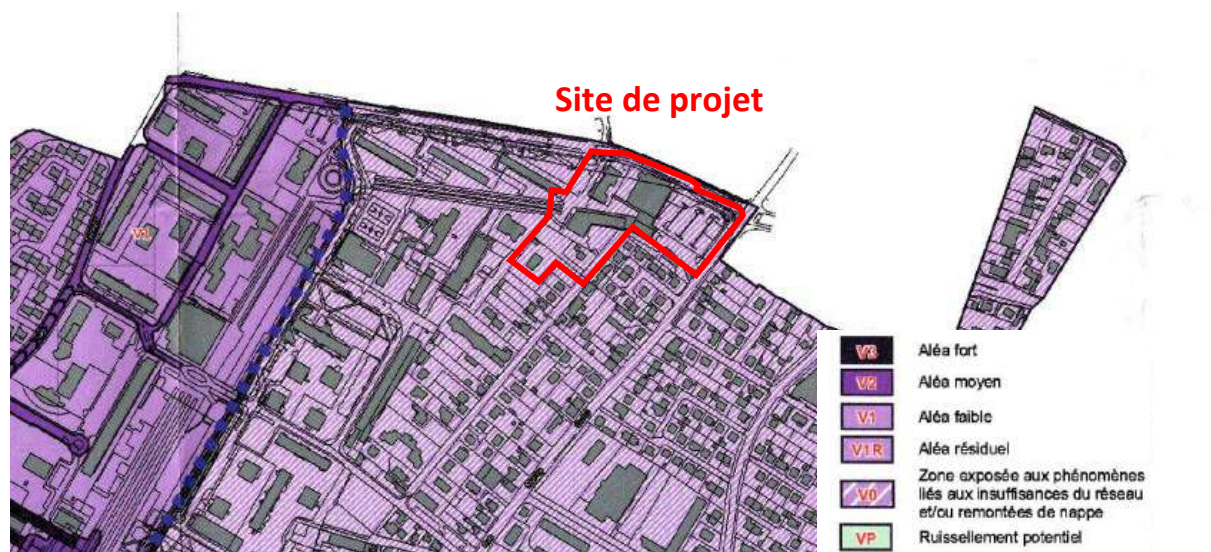 Site de projet
V1
V3 Aléa fort
V2 Aléa moyen
V1 Aléa faible
V1R Aléa résiduel
V0 Zone exposée aux phénomènes
liés aux insuffisances du réseau
et/ou remontées de nappe
VP Ruissellement potentiel